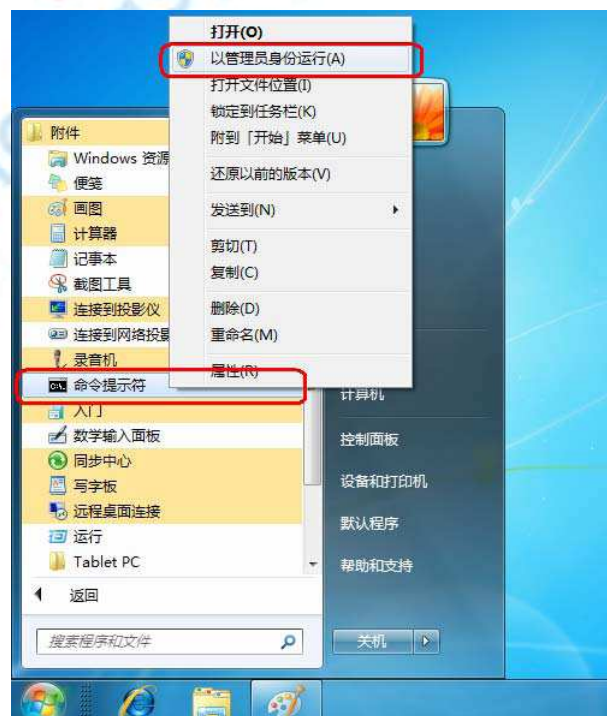 打开(O)
以管理员身份运行(A)
打开文件位置(I)
锁定到任务栏(K)
附到「开始」菜单(U)
还原以前的版本(V)
发送到(N)
剪切(T)
复制(C)
删除(D)
重命名(M)
属性(R)
附件
Windows 资源
便笺
画图
计算器
记事本
截图工具
连接到投影仪
连接到网络投影
录音机
命令提示符
入门
数学输入面板
同步中心
写字板
远程桌面连接
运行
Tablet PC
返回
搜索程序和文件
计算机
控制面板
设备和打印机
默认程序
帮助和支持
关机